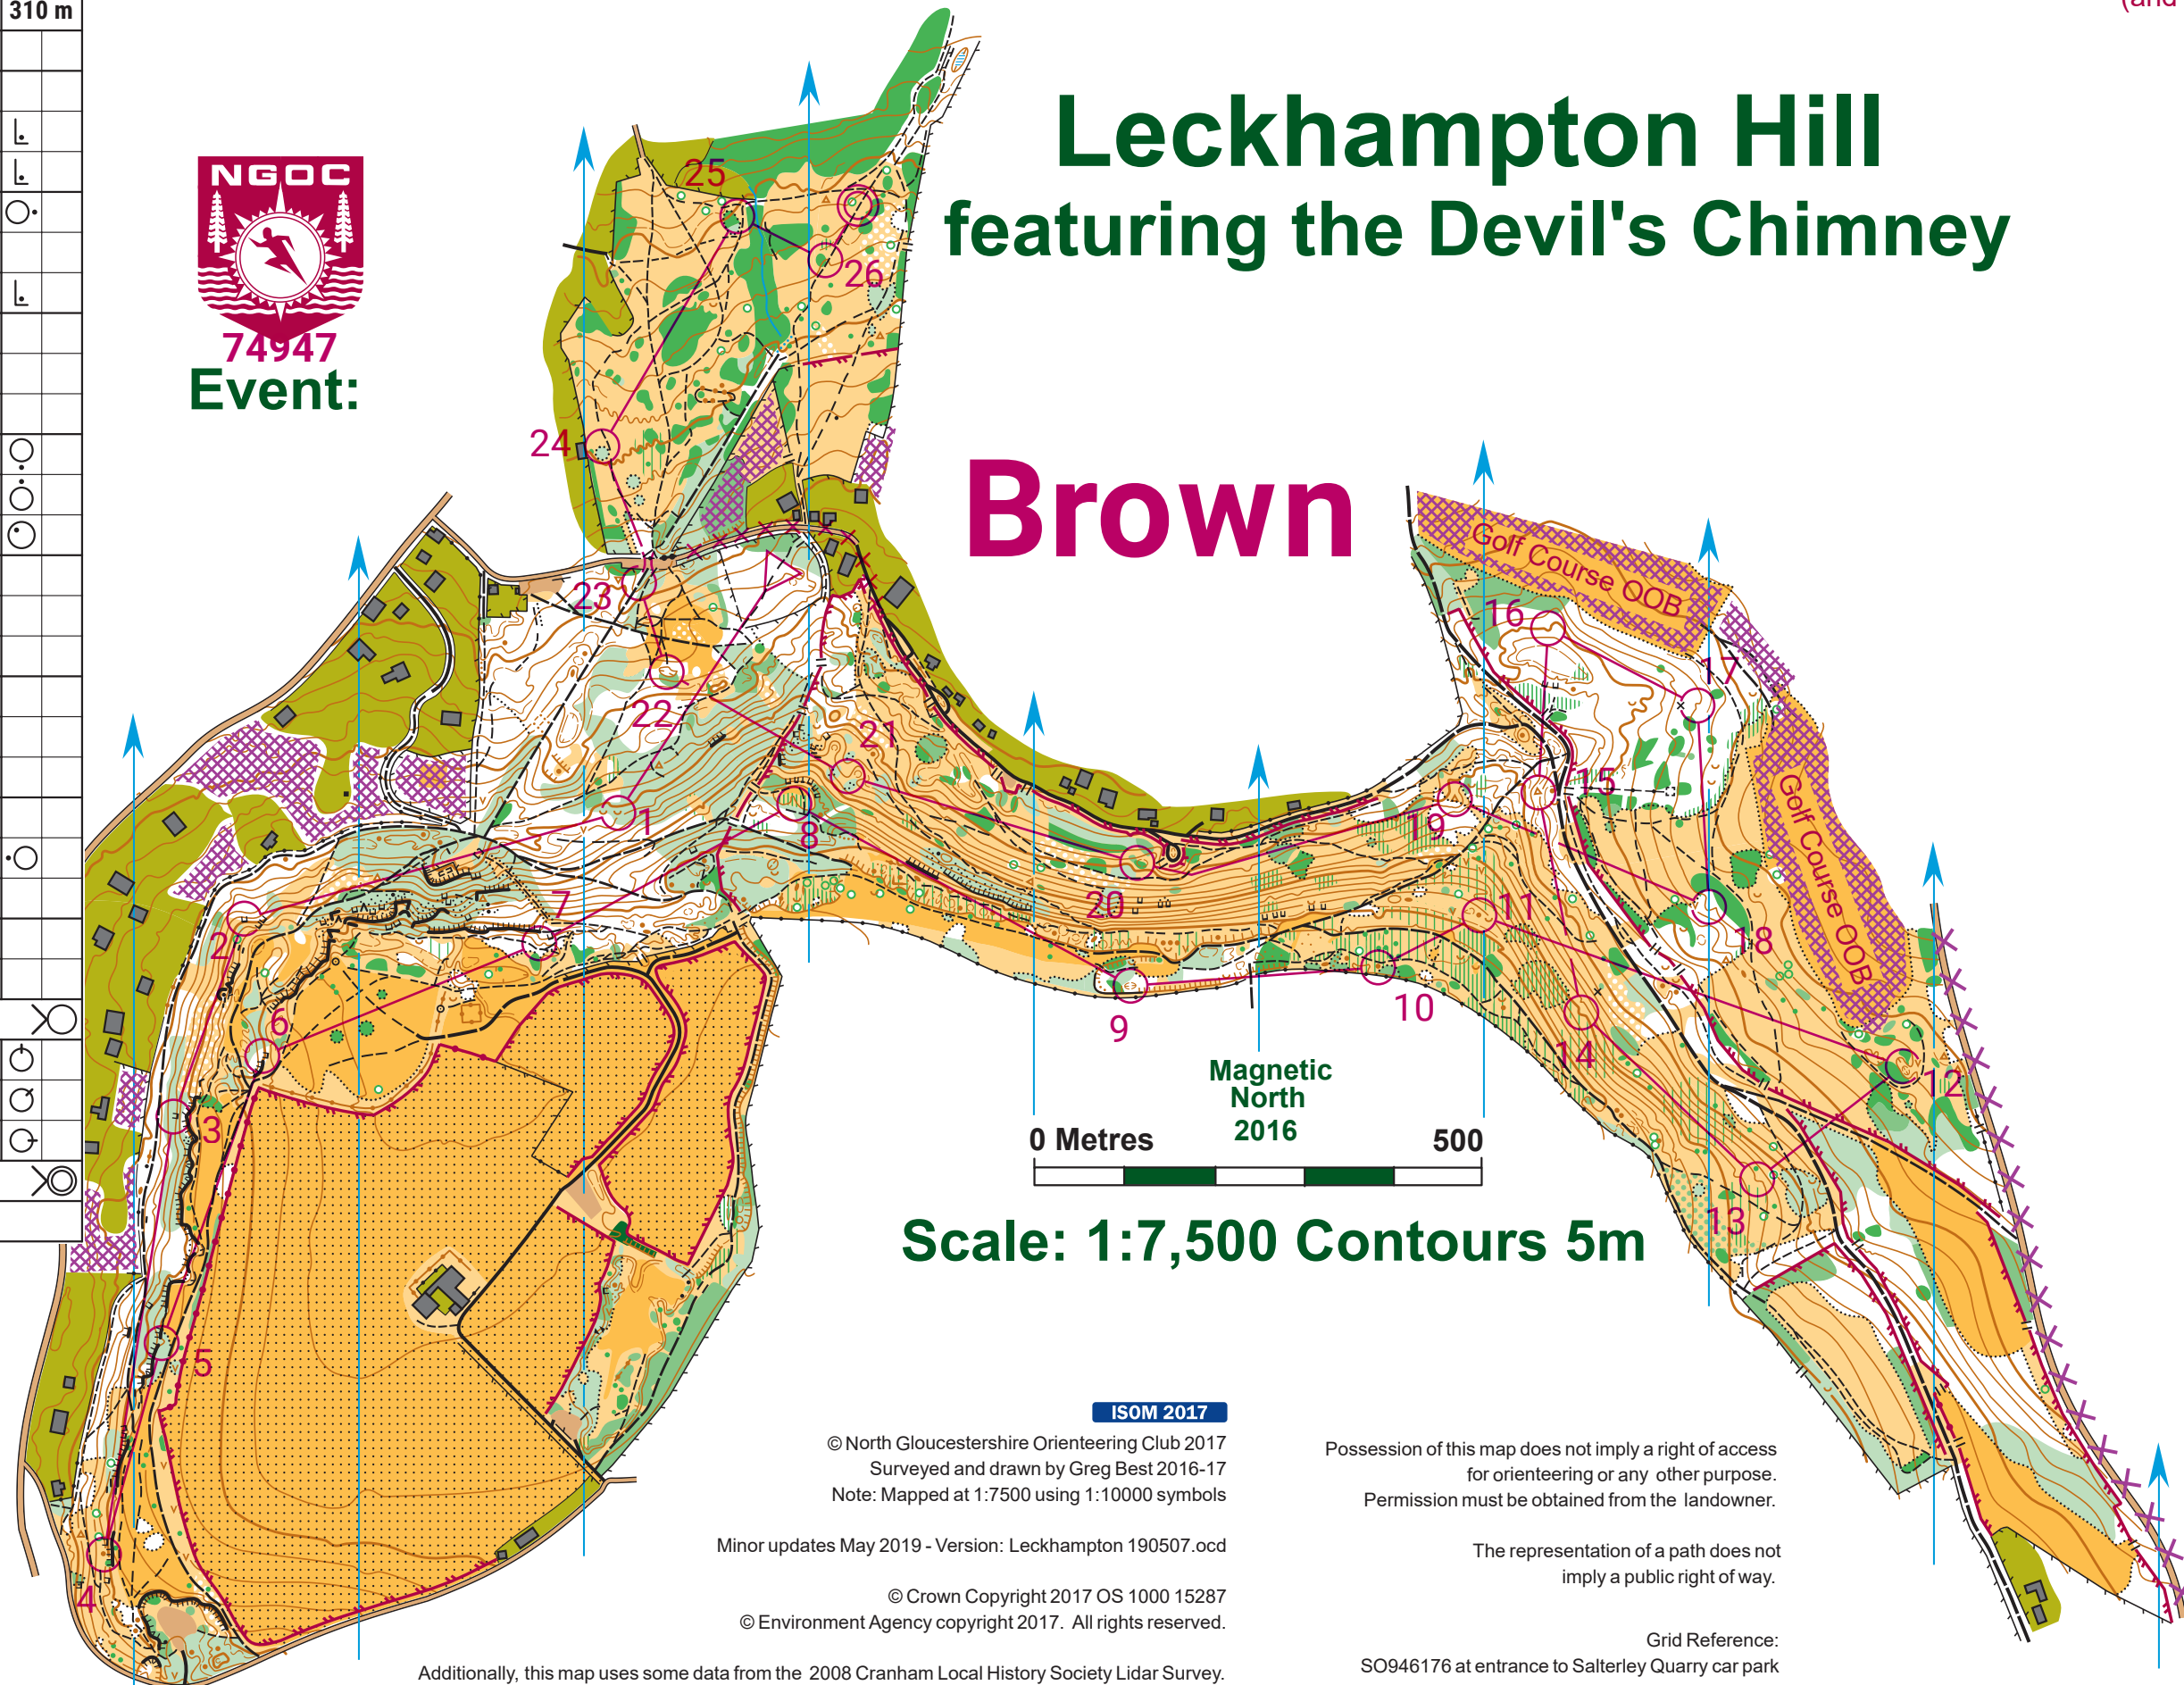 310 m
(and
Leckhampton Hill
featuring the Devil's Chimney
NGOC
74947
Event:
Brown
25
26
24
23
22
21
1
8
7
2
6
3
5
4
20
9
10
11
19
15
16
17
18
12
14
13
Golf Course OOB
Golf Course OOB
Magnetic
North
2016
0 Metres 500
Scale: 1:7,500 Contours 5m
ISOM 2017
© North Gloucestershire Orienteering Club 2017
Surveyed and drawn by Greg Best 2016-17
Note: Mapped at 1:7500 using 1:10000 symbols
Minor updates May 2019 - Version: Leckhampton 190507.ocd
© Crown Copyright 2017 OS 1000 15287
© Environment Agency copyright 2017. All rights reserved.
Additionally, this map uses some data from the 2008 Cranham Local History Society Lidar Survey.
Possession of this map does not imply a right of access
for orienteering or any other purpose.
Permission must be obtained from the landowner.
The representation of a path does not
imply a public right of way.
Grid Reference:
SO946176 at entrance to Salterley Quarry car park